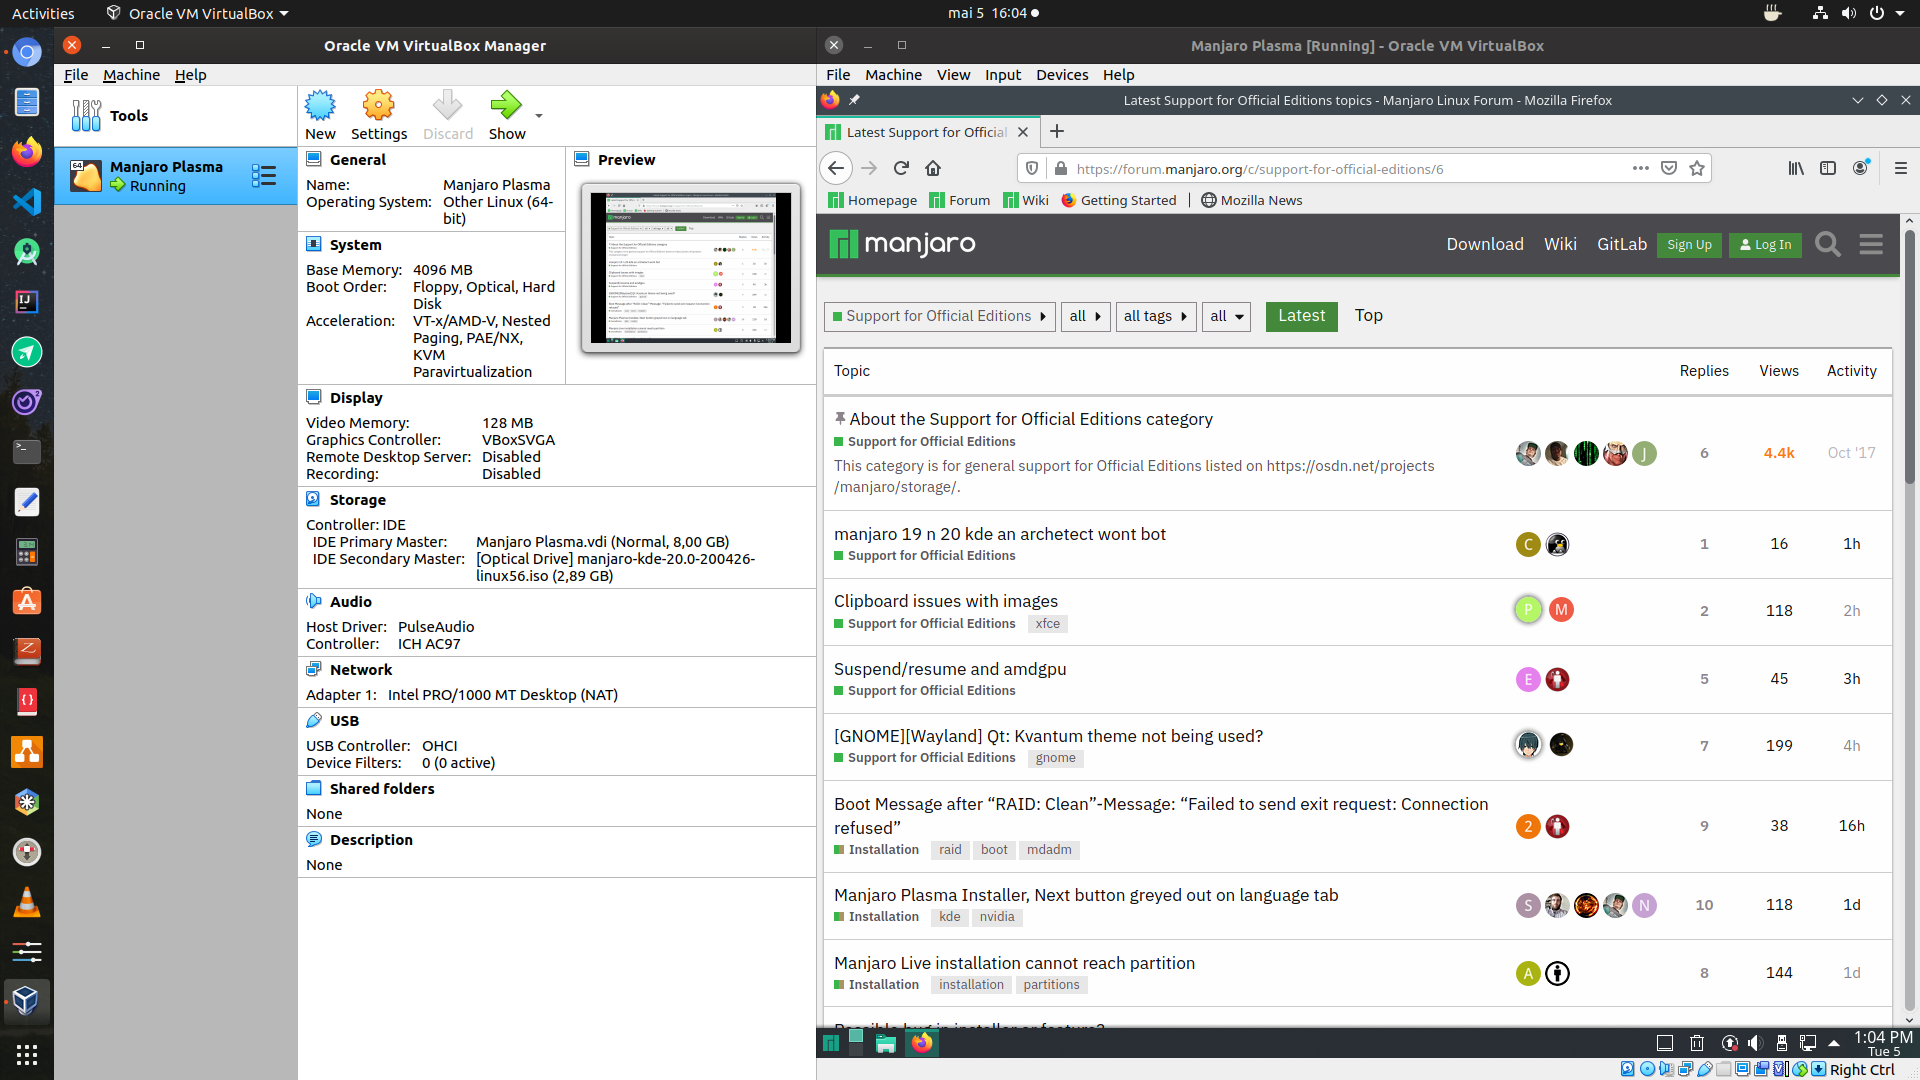 Activities
Oracle VM VirtualBox
mai 5 16:04
Oracle VM VirtualBox Manager
File Machine Help
Tools
64
Manjaro Plasma
Running
New Settings Discard Show
General
Name: Manjaro Plasma
Operating System: Other Linux (64-
bit)
Preview
System
Base Memory: 4096 MB
Boot Order: Floppy, Optical, Hard
Disk
Acceleration: VT-x/AMD-V, Nested
Paging, PAE/NX,
KVM
Paravirtualization
Display
Video Memory: 128 MB
Graphics Controller: VBoxSVGA
Remote Desktop Server: Disabled
Recording: Disabled
Storage
Controller: IDE
IDE Primary Master: Manjaro Plasma.vdi (Normal, 8,00 GB)
IDE Secondary Master: [Optical Drive] manjaro-kde-20.0-200426-
linux56.iso (2,89 GB)
Audio
Host Driver: PulseAudio
Controller: ICH AC97
Network
Adapter 1: Intel PRO/1000 MT Desktop (NAT)
USB
USB Controller: OHCI
Device Filters: 0 (0 active)
Shared folders
None
Description
None
Manjaro Plasma [Running] - Oracle VM VirtualBox
File Machine View Input Devices Help
Latest Support for Official Editions topics - Manjaro Linux Forum - Mozilla Firefox
Latest Support for Official
https://forum.manjaro.org/c/support-for-official-editions/6
Homepage Forum Wiki Getting Started Mozilla News
manjaro
Download Wiki GitLab Sign Up Log In
Support for Official Editions all all tags all Latest Top
Topic Replies Views Activity
About the Support for Official Editions category
Support for Official Editions
This category is for general support for Official Editions listed on https://osdn.net/projects
/manjaro/storage/.
J 6 4.4k Oct '17
manjaro 19 n 20 kde an archetect wont bot
Support for Official Editions
C 1 16 1h
Clipboard issues with images
Support for Official Editions xfce
P M 2 118 2h
Suspend/resume and amdgpu
Support for Official Editions
E 5 45 3h
[GNOME][Wayland] Qt: Kvantum theme not being used?
Support for Official Editions gnome
7 199 4h
Boot Message after “RAID: Clean”-Message: “Failed to send exit request: Connection
refused”
Installation raid boot mdadm
2 9 38 16h
Manjaro Plasma Installer, Next button greyed out on language tab
Installation kde nvidia
S N 10 118 1d
Manjaro Live installation cannot reach partition
Installation installation partitions
A 8 144 1d
Possible bug in installer or feature?
1:04 PM
Tue 5
Right Ctrl